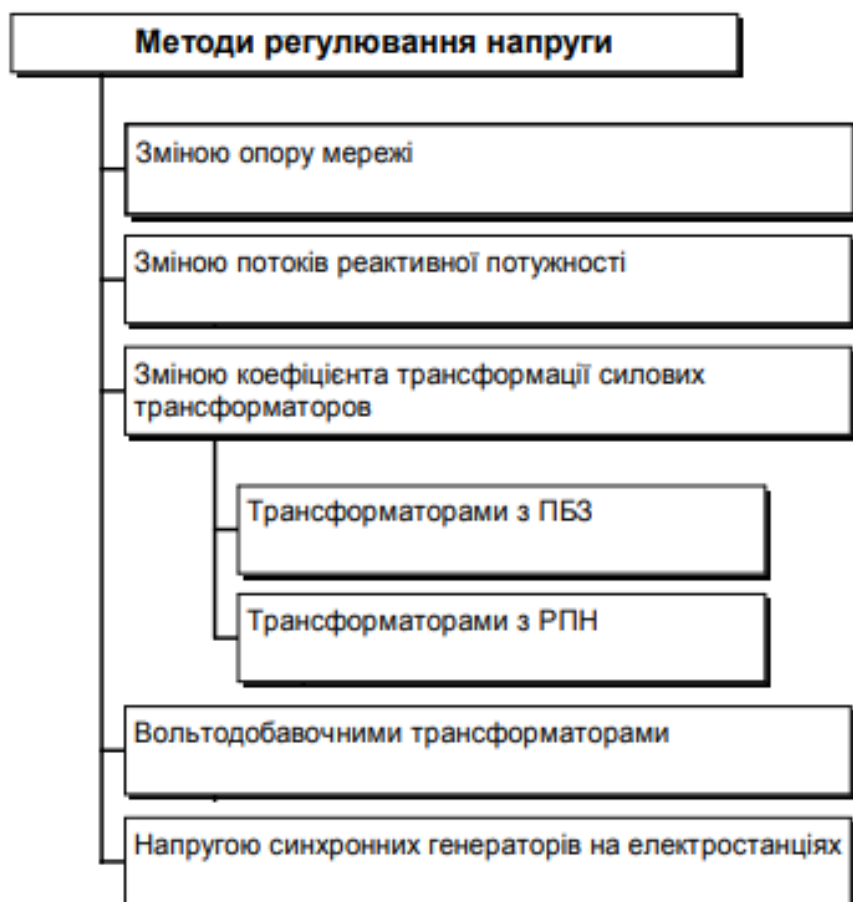 Методи регулювання напруги
Зміною опору мережі
Зміною потоків реактивної потужності
Зміною коефіцієнта трансформації силових
трансформаторов
Трансформаторами з ПБЗ
Трансформаторами з РПН
Вольтодобавочними трансформаторами
Напругою синхронних генераторів на електростанціях